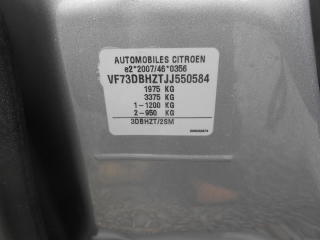 AUTOMOBILES CITROEN
e2*2007/46*0356
VF73DBHZTJJ550584
1975 KG
3375 KG
1-1200 KG
2-950 KG
3DBHZT/2SM